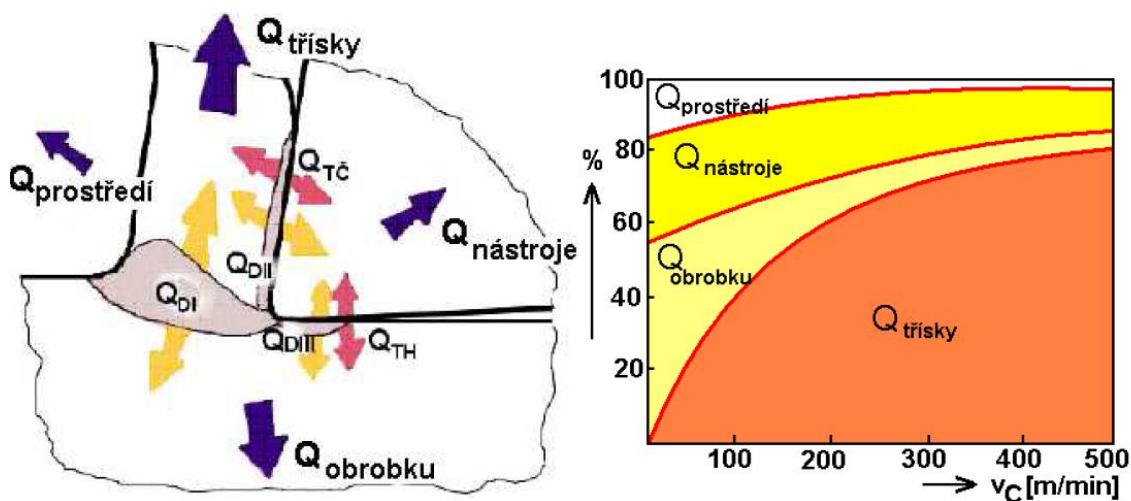 Q třísky
Q prostředí
Q TČ
Q nástroje
Q DII
Q DI
Q DIII
Q TH
Q obrobku
100
80
%
60
40
20
Q prostředí
Q nástroje
Q obrobku
Q třísky
100 200 300 400 500
v C [m/min]